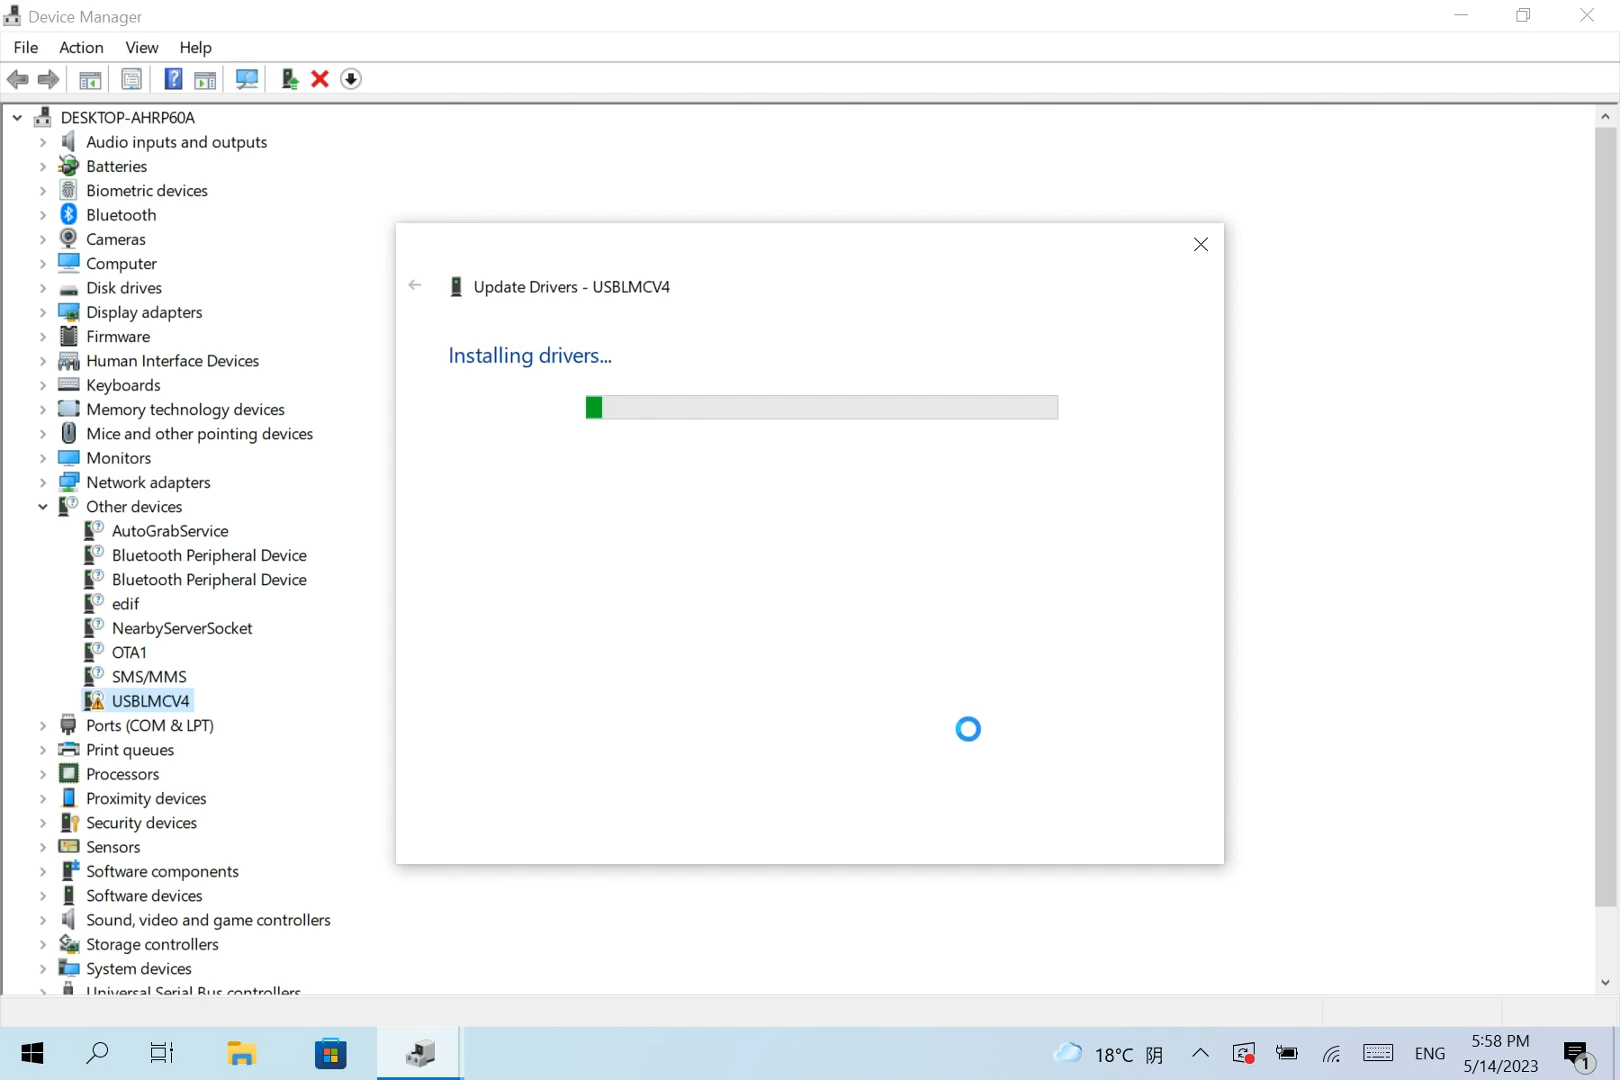 Device Manager
File Action View Help
DESKTOP-AHRP60A
Audio inputs and outputs
Batteries
Biometric devices
Bluetooth
Cameras
Computer
Disk drives
Display adapters
Firmware
Human Interface Devices
Keyboards
Memory technology devices
Mice and other pointing devices
Monitors
Network adapters
Other devices
AutoGrabService
Bluetooth Peripheral Device
Bluetooth Peripheral Device
edif
NearbyServerSocket
OTA1
SMS/MMS
USBLMCV4
Ports (COM & LPT)
Print queues
Processors
Proximity devices
Security devices
Sensors
Software components
Software devices
Sound, video and game controllers
Storage controllers
System devices
Universal Serial Bus controllers
Update Drivers - USBLMCV4
Installing drivers...
18°C 阴
ENG
5:58 PM
5/14/2023
1